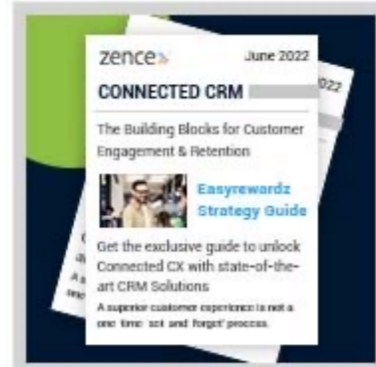 zence
June 2022
CONNECTED CRM
022
The Building Blocks for Customer
Engagement & Retention
Easyrewardz
Strategy Guide
Get the exclusive guide to unlock
Connected CX with state-of-the-
art CRM Solutions
A superior customer experience is not a
one time set and forget' process.